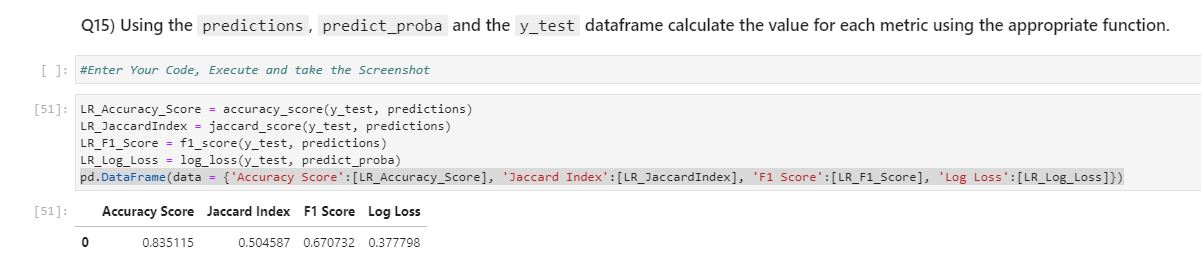 Q15) Using the predictions , predict_proba and the y_test dataframe calculate the value for each metric using the appropriate function.
[ ]: #Enter Your Code, Execute and take the Screenshot
[51]: LR_Accuracy_Score = accuracy_score(y_test, predictions)
LR_JaccardIndex = jaccard_score(y_test, predictions)
LR_F1_Score = f1_score(y_test, predictions)
LR_Log_Loss = log_loss(y_test, predict_proba)
pd.DataFrame(data = {'Accuracy Score':[LR_Accuracy_Score], 'Jaccard Index':[LR_JaccardIndex], 'F1 Score':[LR_F1_Score], 'Log Loss':[LR_Log_Loss]})
[51]: Accuracy Score Jaccard Index F1 Score Log Loss
0 0.835115 0.504587 0.670732 0.377798